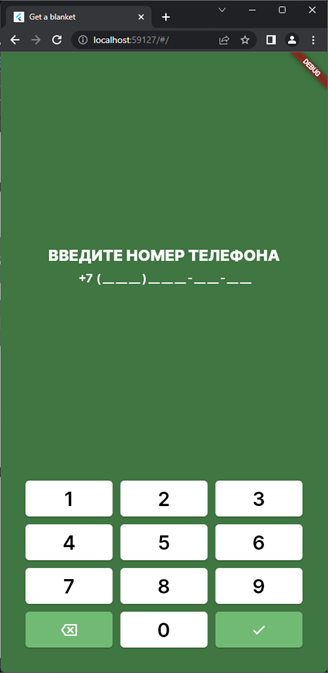 Get a blanket
localhost:59127/#/
DEBUG
ВВЕДИТЕ НОМЕР ТЕЛЕФОНА
+7 (___)___-__-__
1 2 3
4 5 6
7 8 9
0